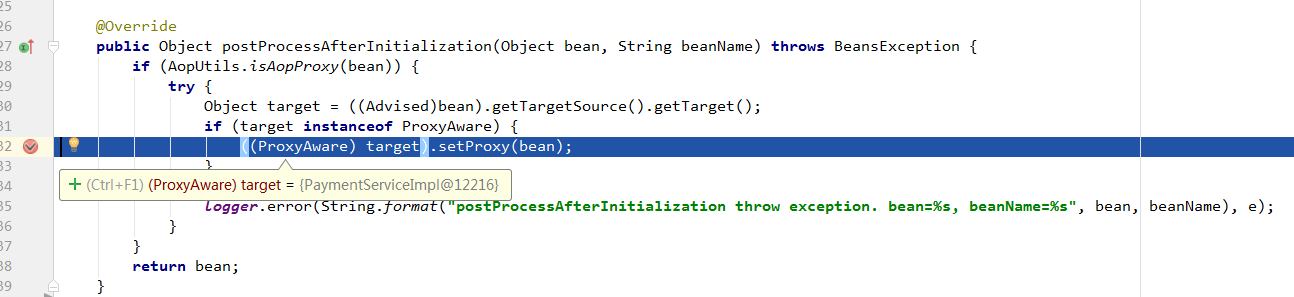 25
26 @Override
27 public Object postProcessAfterInitialization(Object bean, String beanName) throws BeansException {
28 if (AopUtils.isAopProxy(bean)) {
29 try {
30 Object target = ((Advised)bean).getTargetSource().getTarget();
31 if (target instanceof ProxyAware) {
32 ((ProxyAware) target).setProxy(bean);
33 }
(Ctrl+F1) (ProxyAware) target = {PaymentServiceImpl@12216}
34
35 logger.error(String.format("postProcessAfterInitialization throw exception. bean=%s, beanName=%s", bean, beanName), e);
36 }
37 }
38 return bean;
39 }